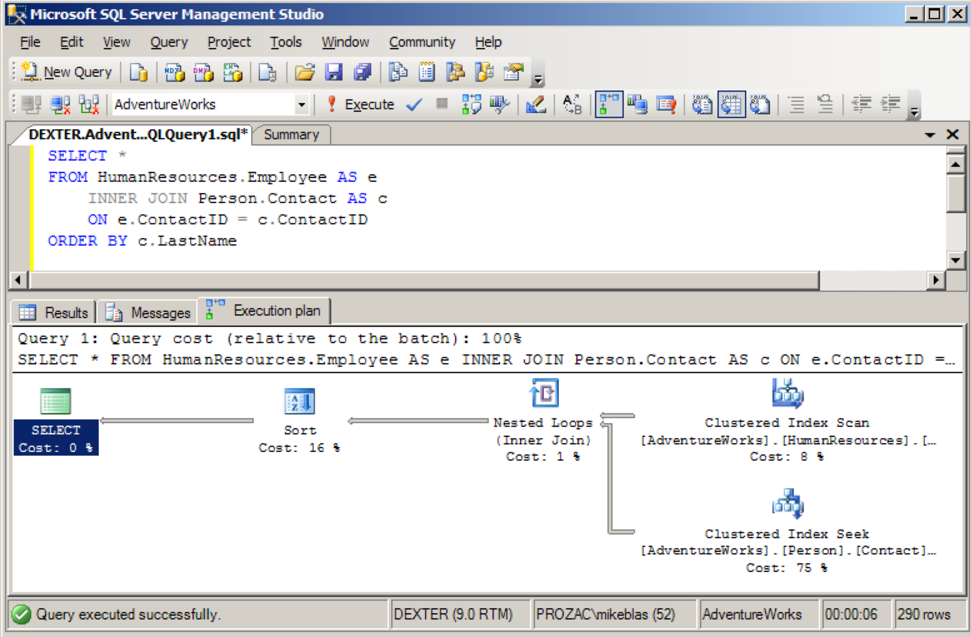 Microsoft SQL Server Management Studio
File Edit View Query Project Tools Window Community Help
New Query
AdventureWorks Execute
DEXTER.Advent...QLQuery1.sql* Summary
SELECT *
FROM HumanResources.Employee AS e
INNER JOIN Person.Contact AS c
ON e.ContactID = c.ContactID
ORDER BY c.LastName
Results Messages Execution plan
Query 1: Query cost (relative to the batch): 100%
SELECT * FROM HumanResources.Employee AS e INNER JOIN Person.Contact AS c ON e.ContactID =…
SELECT
Cost: 0 %
Sort
Cost: 16 %
Nested Loops
(Inner Join)
Cost: 1 %
Clustered Index Scan
[AdventureWorks].[HumanResources].[…
Cost: 8 %
Clustered Index Seek
[AdventureWorks].[Person].[Contact]…
Cost: 75 %
Query executed successfully. DEXTER (9.0 RTM) PROZAC\mikeblas (52) AdventureWorks 00:00:06 290 rows